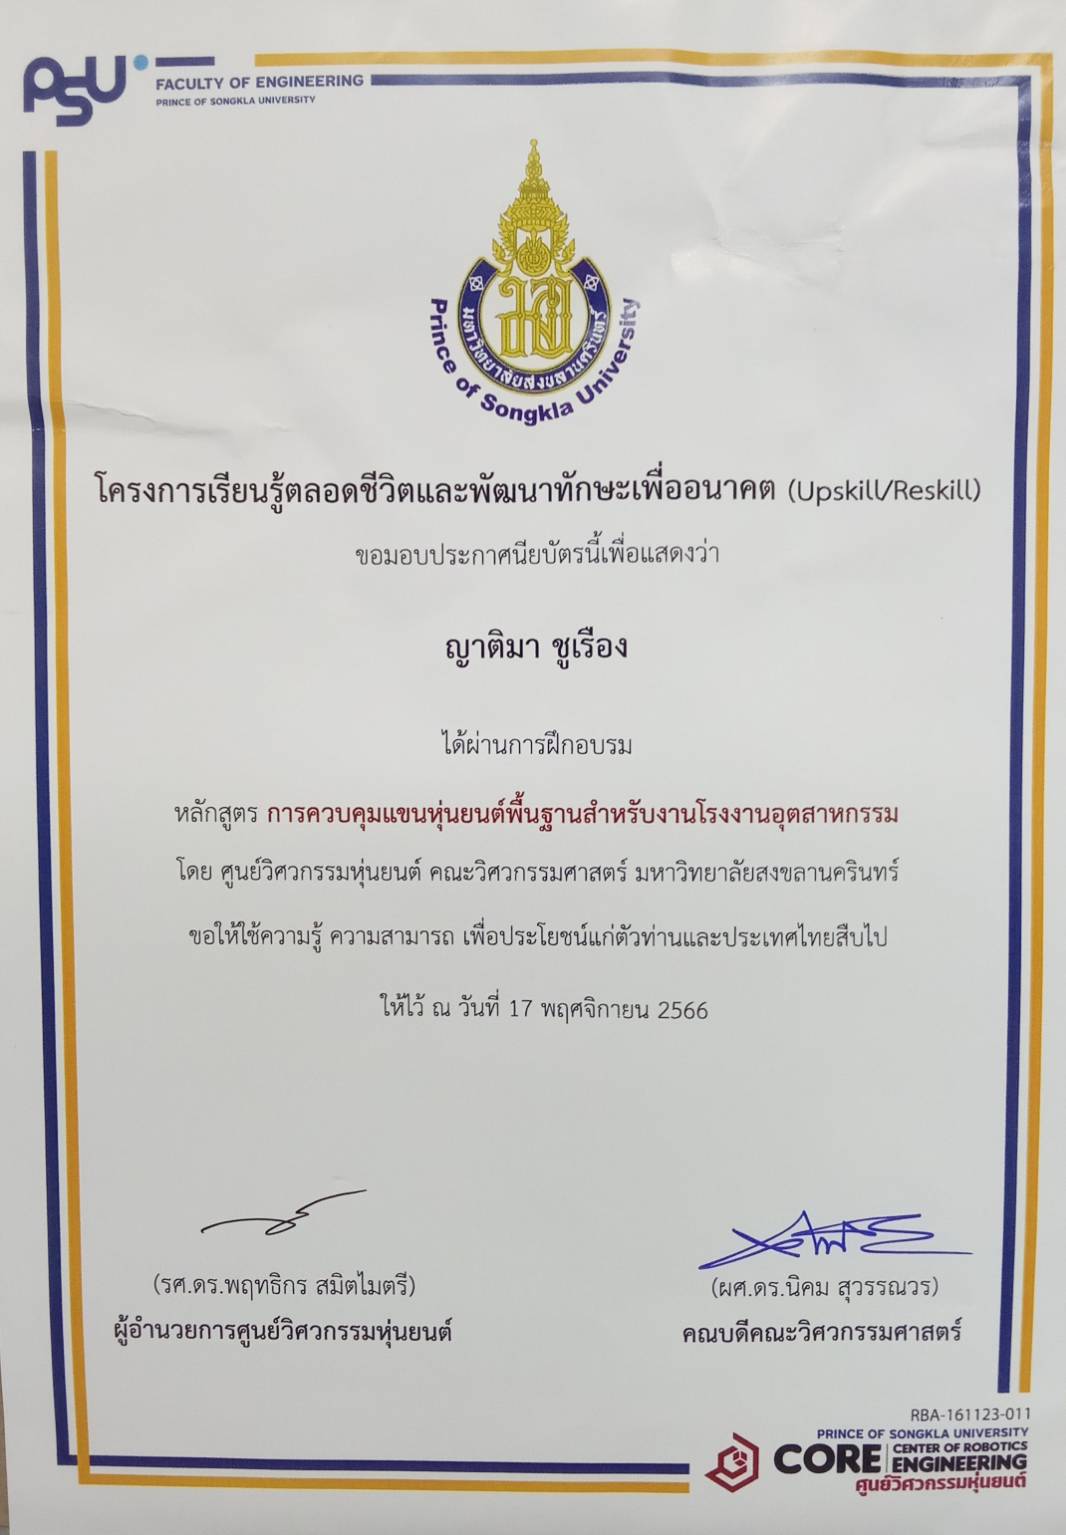 PSU
FACULTY OF ENGINEERING
PRINCE OF SONGKLA UNIVERSITY
มหาวิทยาลัยสงขลานครินทร์
Prince of Songkla University
โครงการเรียนรู้ตลอดชีวิตและพัฒนาทักษะเพื่ออนาคต (Upskill/Reskill)
ขอมอบประกาศนียบัตรนี้เพื่อแสดงว่า
ญาติมา ชูเรือง
ได้ผ่านการฝึกอบรม
หลักสูตร การควบคุมแขนหุ่นยนต์พื้นฐานสำหรับงานโรงงานอุตสาหกรรม
โดย ศูนย์วิศวกรรมหุ่นยนต์ คณะวิศวกรรมศาสตร์ มหาวิทยาลัยสงขลานครินทร์
ขอให้ใช้ความรู้ ความสามารถ เพื่อประโยชน์แก่ตัวท่านและประเทศไทยสืบไป
ให้ไว้ ณ วันที่ 17 พฤศจิกายน 2566
(รศ.ดร.พฤทธิกร สมิตไมตรี)
ผู้อำนวยการศูนย์วิศวกรรมหุ่นยนต์
(ผศ.ดร.นิคม สุวรรณวร)
คณบดีคณะวิศวกรรมศาสตร์
RBA-161123-011
PRINCE OF SONGKLA UNIVERSITY
CORE CENTER OF ROBOTICS
ENGINEERING
ศูนย์วิศวกรรมหุ่นยนต์